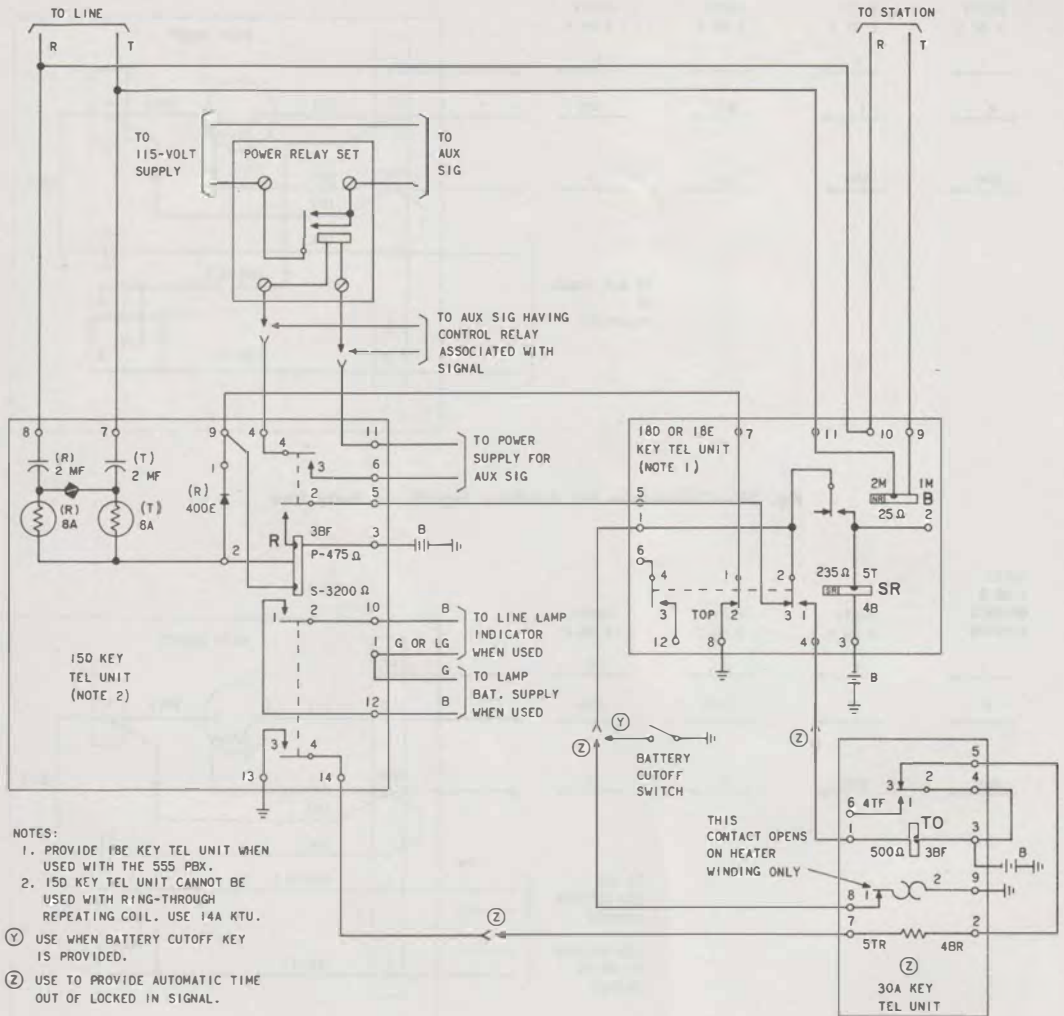 TO LINE
R
T
TO STATION
R
T
TO
115-VOLT
SUPPLY
POWER RELAY SET
TO
AUX
SIG
TO AUX SIG HAVING
CONTROL RELAY
ASSOCIATED WITH
SIGNAL
8
7
9
4
11
(R)
2 MF
(T)
2 MF
(R)
8A
(T)
8A
1
(R)
400E
2
4
3
6
2
5
TO POWER
SUPPLY FOR
AUX SIG
R
3BF
3
B
P-475 Ω
S-3200 Ω
1
2
10
B
TO LINE LAMP
INDICATOR
WHEN USED
1
G OR LG
G
TO LAMP
BAT. SUPPLY
WHEN USED
12
B
15D KEY
TEL UNIT
(NOTE 2)
3
4
13
14
18D OR 18E
KEY TEL UNIT
(NOTE 1)
7
11
10
9
5
1
2M
1M
B
25 Ω
2
6
4
1
2
235 Ω
5T
SR
SR
4B
3
TOP
2
3
1
12
8
4
3
B
Y
Z
BATTERY
CUTOFF
SWITCH
Z
THIS
CONTACT OPENS
ON HEATER
WINDING ONLY
5
3
2
4
6
4TF
1
1
TO
3
500Ω
3BF
B
8
1
2
9
7
2
5TR
4BR
Z
Z
30A KEY
TEL UNIT
NOTES:
1. PROVIDE 18E KEY TEL UNIT WHEN
USED WITH THE 555 PBX.
2. 15D KEY TEL UNIT CANNOT BE
USED WITH RING-THROUGH
REPEATING COIL. USE 14A KTU.
Y USE WHEN BATTERY CUTOFF KEY
IS PROVIDED.
Z USE TO PROVIDE AUTOMATIC TIME
OUT OF LOCKED IN SIGNAL.